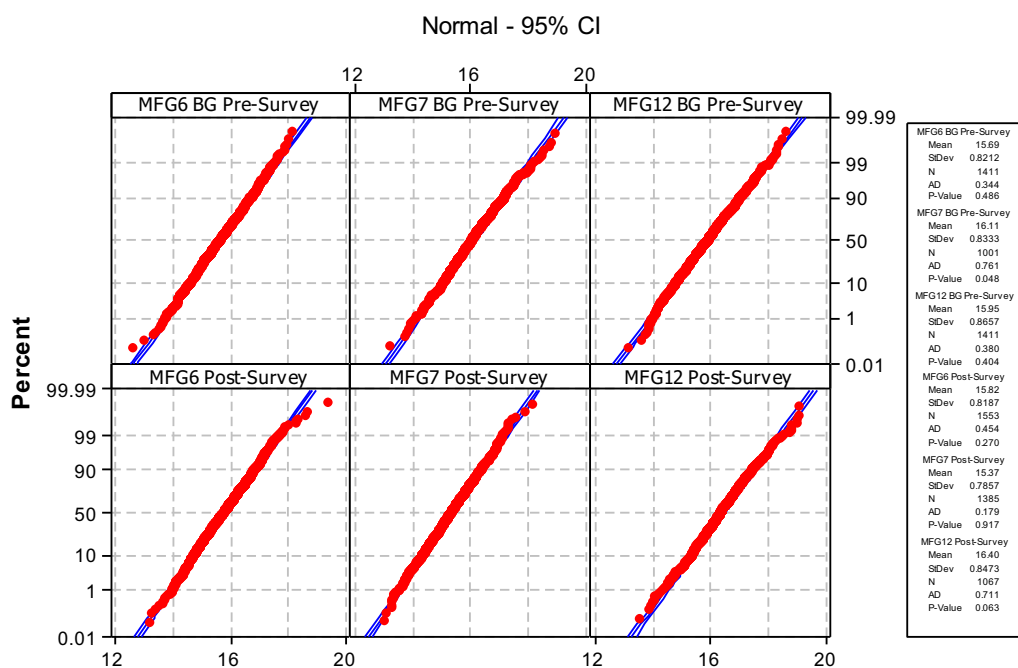 Normal - 95% CI
12 16 20
MFG6 BG Pre-Survey MFG7 BG Pre-Survey MFG12 BG Pre-Survey
99.99
99
90
50
10
1
0.01
MFG6 Post-Survey MFG7 Post-Survey MFG12 Post-Survey
99.99
99
90
50
10
1
0.01
12 16 20 12 16 20
Percent
MFG6 BG Pre-Survey
Mean 15.69
StDev 0.8212
N 1411
AD 0.344
P-Value 0.486
MFG7 BG Pre-Survey
Mean 16.11
StDev 0.8333
N 1001
AD 0.761
P-Value 0.048
MFG12 BG Pre-Survey
Mean 15.95
StDev 0.8657
N 1411
AD 0.380
P-Value 0.404
MFG6 Post-Survey
Mean 15.82
StDev 0.8187
N 1553
AD 0.454
P-Value 0.270
MFG7 Post-Survey
Mean 15.37
StDev 0.7857
N 1385
AD 0.179
P-Value 0.917
MFG12 Post-Survey
Mean 16.40
StDev 0.8473
N 1067
AD 0.711
P-Value 0.063